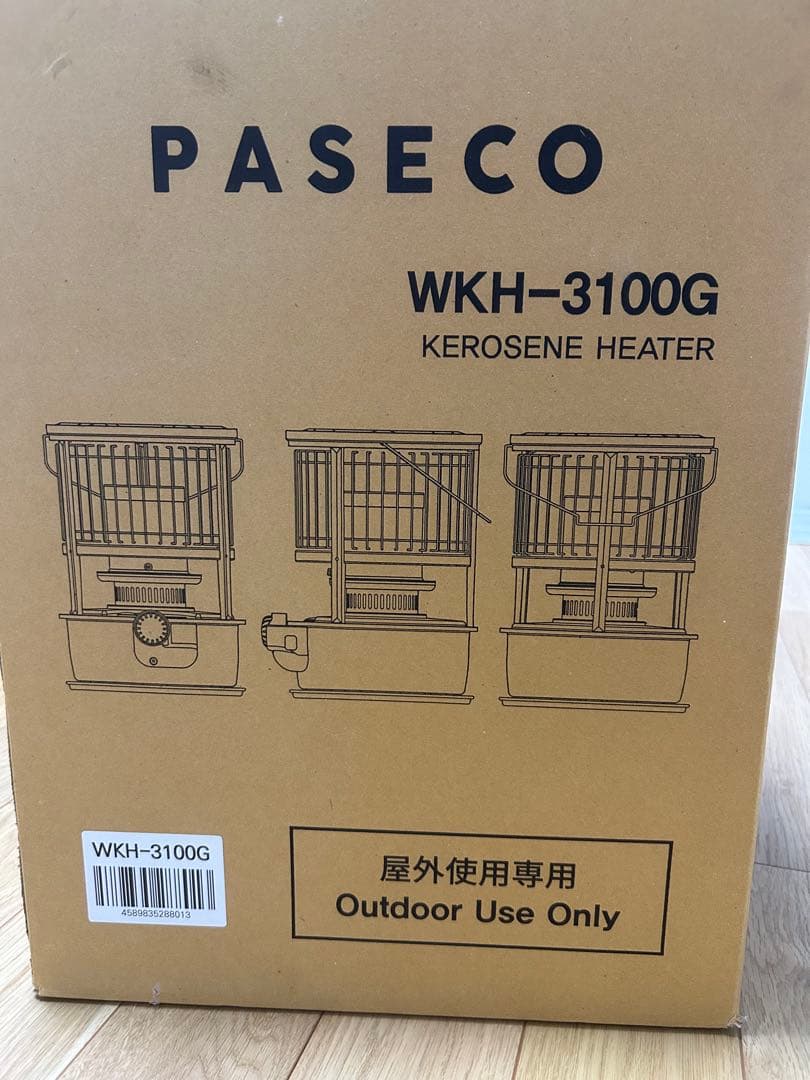 PASECO
WKH-3100G
KEROSENE HEATER
WKH-3100G
4589835288013
屋外使用専用
Outdoor Use Only